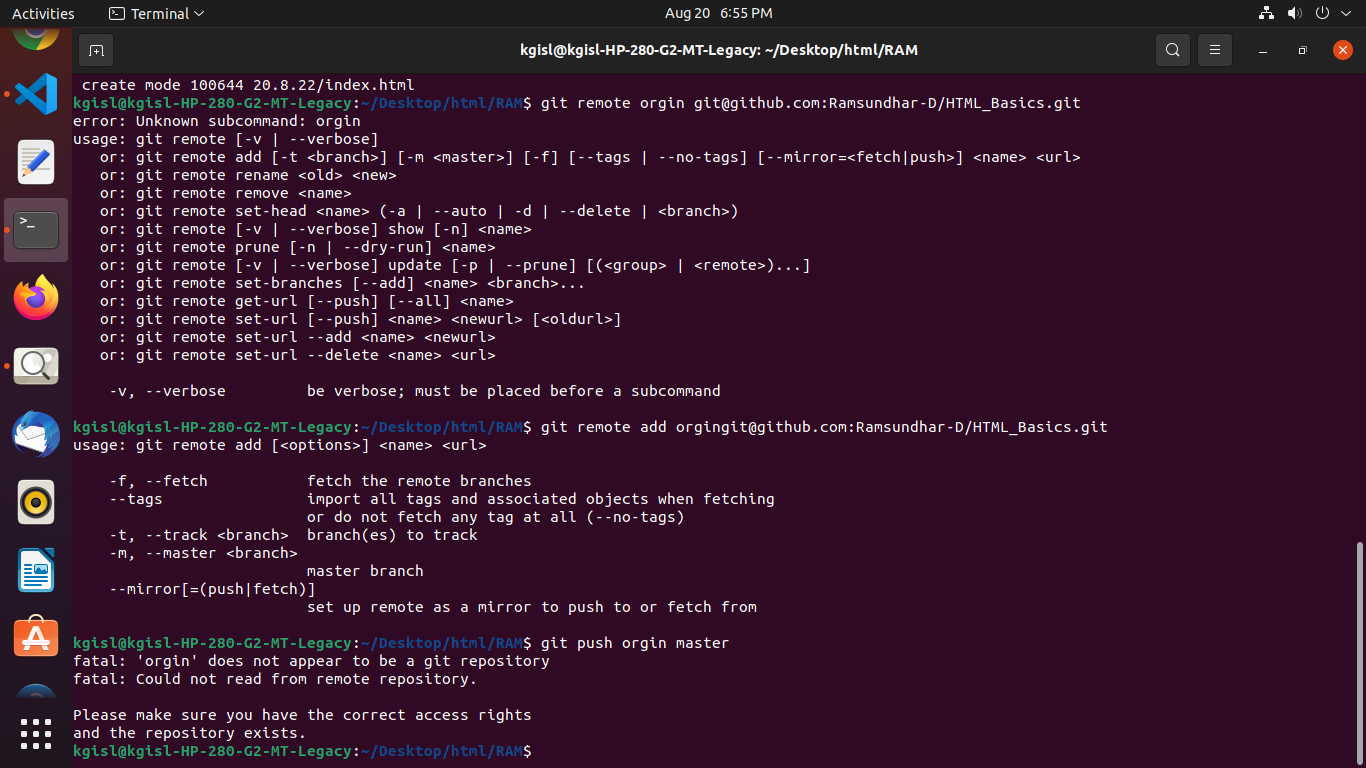 Activities
Terminal
Aug 20 6:55 PM
kgisl@kgisl-HP-280-G2-MT-Legacy: ~/Desktop/html/RAM
 create mode 100644 20.8.22/index.html
kgisl@kgisl-HP-280-G2-MT-Legacy:~/Desktop/html/RAM$ git remote orgin git@github.com:Ramsundhar-D/HTML_Basics.git
error: Unknown subcommand: orgin
usage: git remote [-v | --verbose]
   or: git remote add [-t <branch>] [-m <master>] [-f] [--tags | --no-tags] [--mirror=<fetch|push>] <name> <url>
   or: git remote rename <old> <new>
   or: git remote remove <name>
   or: git remote set-head <name> (-a | --auto | -d | --delete | <branch>)
   or: git remote [-v | --verbose] show [-n] <name>
   or: git remote prune [-n | --dry-run] <name>
   or: git remote [-v | --verbose] update [-p | --prune] [(<group> | <remote>)...]
   or: git remote set-branches [--add] <name> <branch>...
   or: git remote get-url [--push] [--all] <name>
   or: git remote set-url [--push] <name> <newurl> [<oldurl>]
   or: git remote set-url --add <name> <newurl>
   or: git remote set-url --delete <name> <url>
    -v, --verbose         be verbose; must be placed before a subcommand
kgisl@kgisl-HP-280-G2-MT-Legacy:~/Desktop/html/RAM$ git remote add orgingit@github.com:Ramsundhar-D/HTML_Basics.git
usage: git remote add [<options>] <name> <url>
    -f, --fetch           fetch the remote branches
    --tags                import all tags and associated objects when fetching
                          or do not fetch any tag at all (--no-tags)
    -t, --track <branch>  branch(es) to track
    -m, --master <branch>
                          master branch
    --mirror[=(push|fetch)]
                          set up remote as a mirror to push to or fetch from
kgisl@kgisl-HP-280-G2-MT-Legacy:~/Desktop/html/RAM$ git push orgin master
fatal: 'orgin' does not appear to be a git repository
fatal: Could not read from remote repository.
Please make sure you have the correct access rights
and the repository exists.
kgisl@kgisl-HP-280-G2-MT-Legacy:~/Desktop/html/RAM$